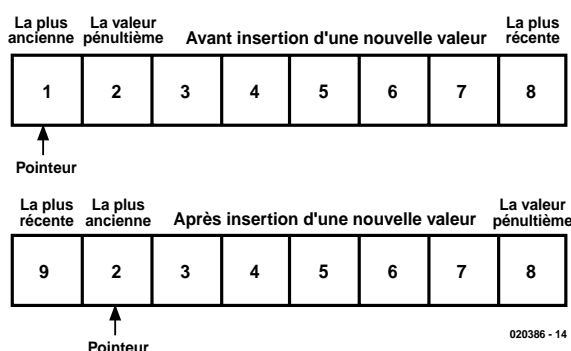 La plus ancienne
La valeur pénultième
Avant insertion d'une nouvelle valeur
La plus récente
1 2 3 4 5 6 7 8
Pointeur
La plus récente
La plus ancienne
Après insertion d'une nouvelle valeur
La valeur pénultième
9 2 3 4 5 6 7 8
Pointeur
020386 - 14